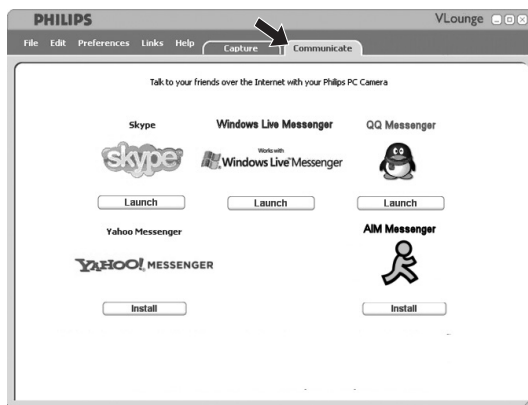 PHILIPS VLounge
File Edit Preferences Links Help Capture Communicate
Talk to your friends over the Internet with your Philips PC Camera
Skype Windows Live Messenger QQ Messenger
skype
Works with
Windows Live™ Messenger
Launch Launch Launch
Yahoo Messenger AIM Messenger
YAHOO! MESSENGER
Install Install